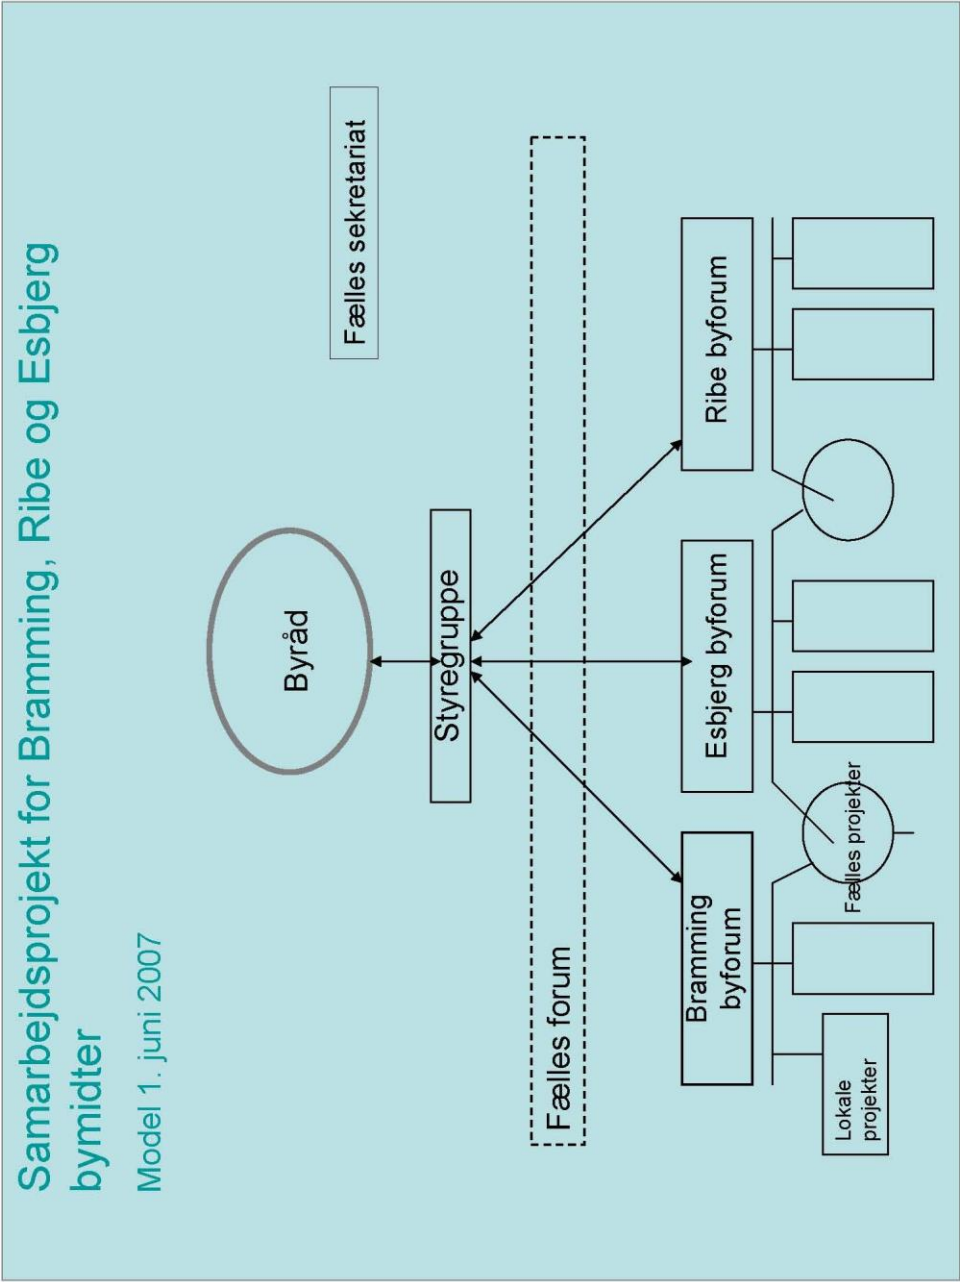 Samarbejdsprojekt for Bramming, Ribe og Esbjerg
bymidter
Model 1. juni 2007
Byråd
Fælles sekretariat
Styregruppe
Fælles forum
Bramming
byforum
Esbjerg byforum
Ribe byforum
Lokale
projekter
Fælles projekter